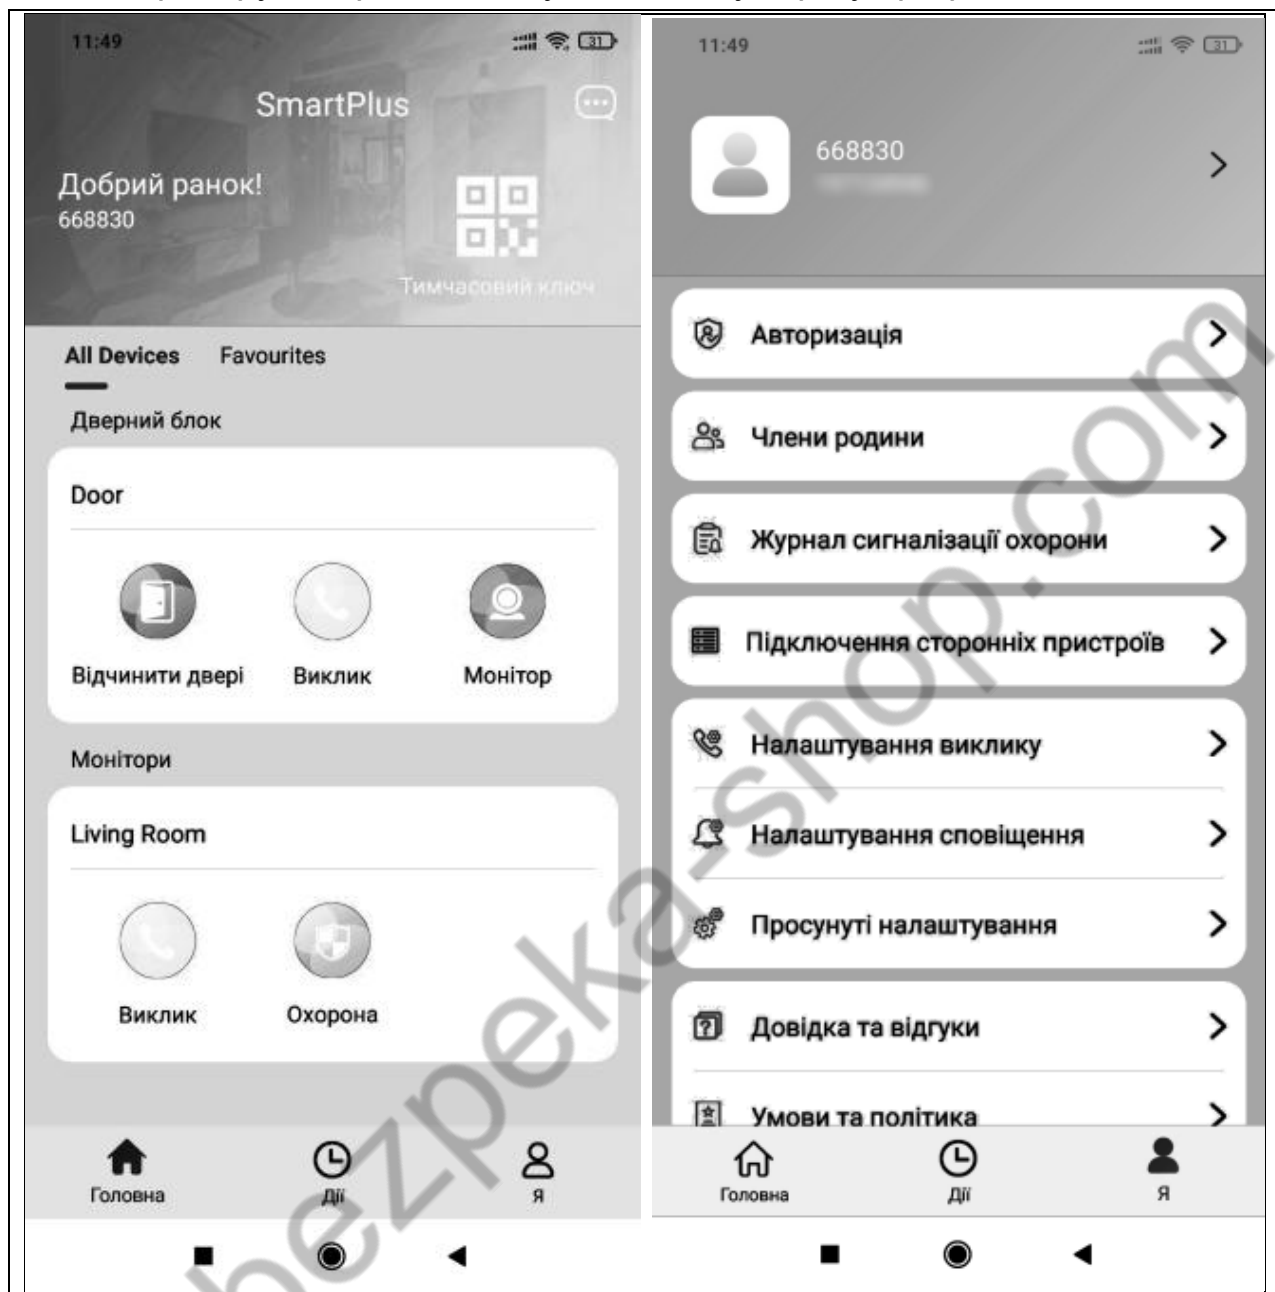 11:49
31
SmartPlus
Добрий ранок!
668830
Тимчасовий ключ
All Devices Favourites
Дверний блок
Door
Відчинити двері Виклик Монітор
Монітори
Living Room
Виклик Охорона
Головна Дії Я
11:49
31
668830
Авторизація
Члени родини
Журнал сигналізації охорони
Підключення сторонніх пристроїв
Налаштування виклику
Налаштування сповіщення
Просунуті налаштування
Довідка та відгуки
Умови та політика
Головна Дії Я
bezpeka-shop.com